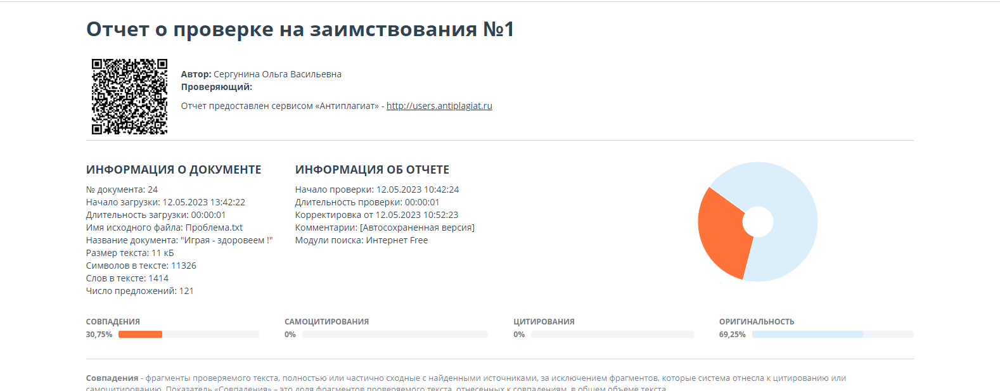 Отчет о проверке на заимствования №1
Автор: Сергунина Ольга Васильевна
Проверяющий:
Отчет предоставлен сервисом «Антиплагиат» - http://users.antiplagiat.ru
ИНФОРМАЦИЯ О ДОКУМЕНТЕ
№ документа: 24
Начало загрузки: 12.05.2023 13:42:22
Длительность загрузки: 00:00:01
Имя исходного файла: Проблема.txt
Название документа: "Играя - здоровеем !"
Размер текста: 11 кБ
Cимволов в тексте: 11326
Слов в тексте: 1414
Число предложений: 121
ИНФОРМАЦИЯ ОБ ОТЧЕТЕ
Начало проверки: 12.05.2023 10:42:24
Длительность проверки: 00:00:01
Корректировка от 12.05.2023 10:52:23
Комментарии: [Автосохраненная версия]
Модули поиска: Интернет Free
СОВПАДЕНИЯ
30,75%
САМОЦИТИРОВАНИЯ
0%
ЦИТИРОВАНИЯ
0%
ОРИГИНАЛЬНОСТЬ
69,25%
Совпадения - фрагменты проверяемого текста, полностью или частично сходные с найденными источниками, за исключением фрагментов, которые система отнесла к цитированию или
самоцитированию. Показатель «Совпадения» – это доля фрагментов проверяемого текста, отнесенных к совпадениям, в общем объеме текста.